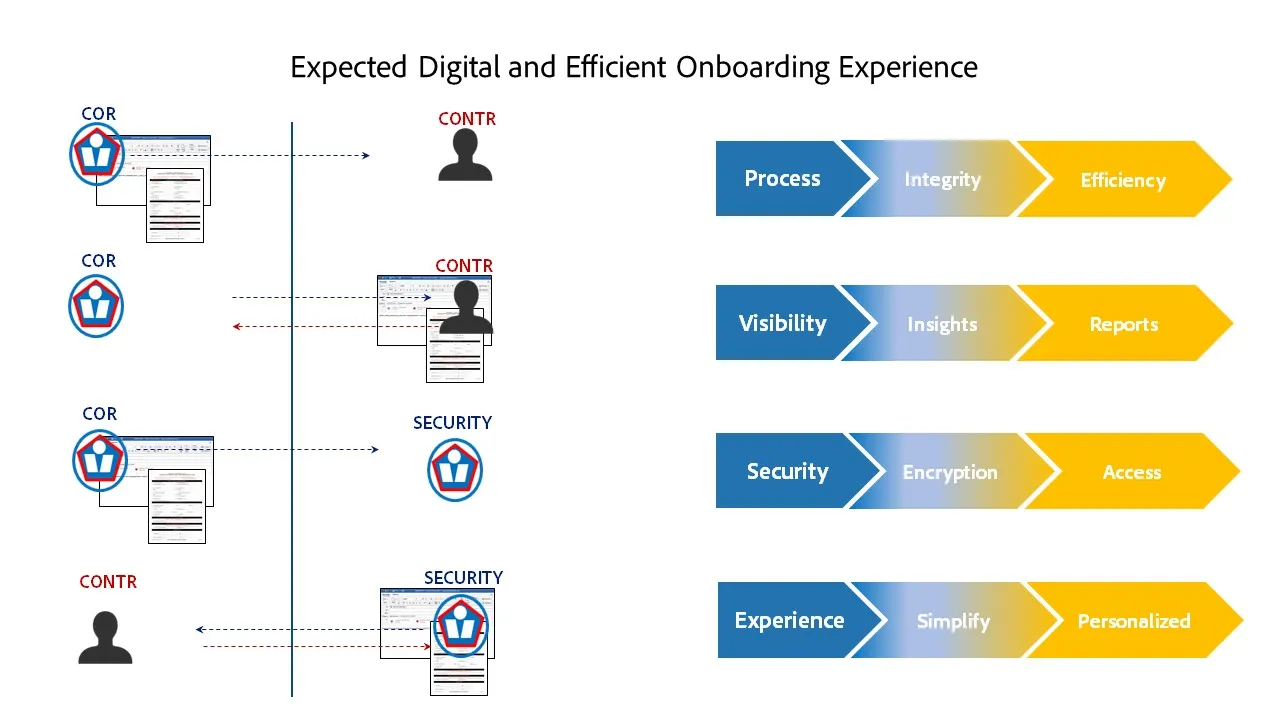 Expected Digital and Efficient Onboarding Experience
COR
CONTR
COR
CONTR
COR
SECURITY
CONTR
SECURITY
Process
Integrity
Efficiency
Visibility
Insights
Reports
Security
Encryption
Access
Experience
Simplify
Personalized